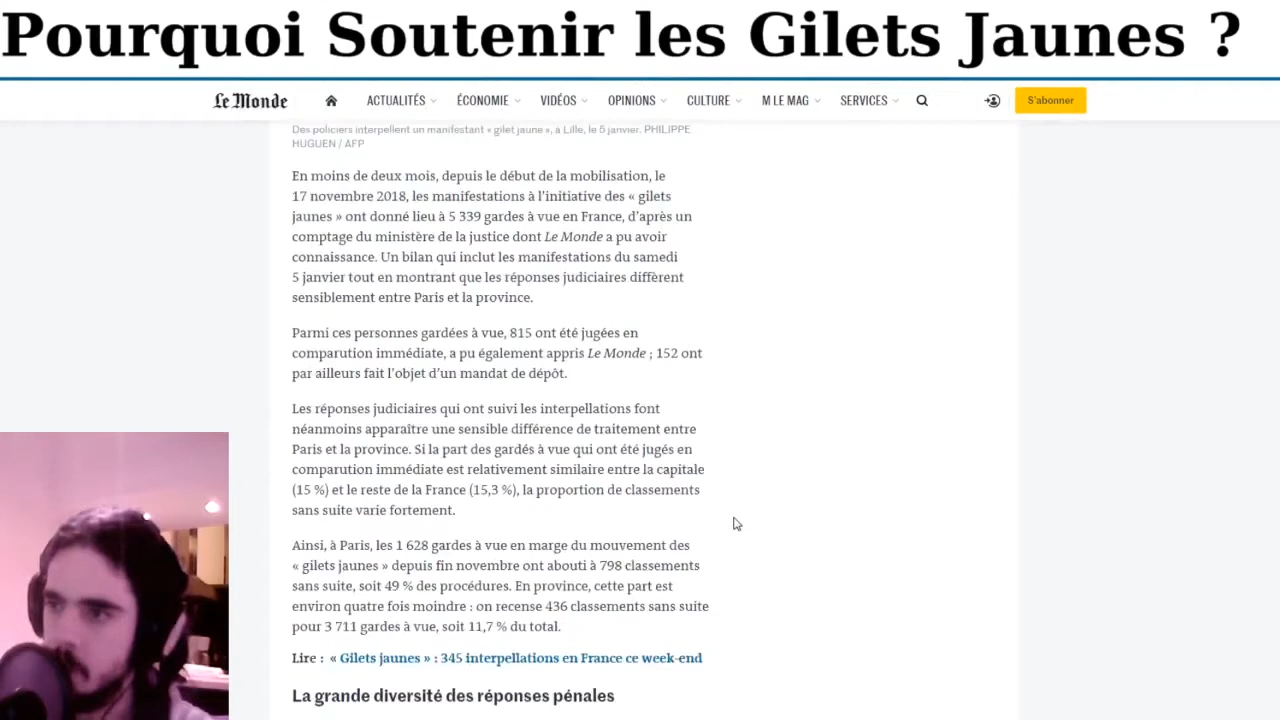 Pourquoi Soutenir les Gilets Jaunes ?
Le Monde
ACTUALITÉS
ÉCONOMIE
VIDÉOS
OPINIONS
CULTURE
M LE MAG
SERVICES
S'abonner
Des policiers interpellent un manifestant « gilet jaune », à Lille, le 5 janvier. PHILIPPE
HUGUEN / AFP
En moins de deux mois, depuis le début de la mobilisation, le
17 novembre 2018, les manifestations à l'initiative des « gilets
jaunes » ont donné lieu à 5 339 gardes à vue en France, d'après un
comptage du ministère de la justice dont Le Monde a pu avoir
connaissance. Un bilan qui inclut les manifestations du samedi
5 janvier tout en montrant que les réponses judiciaires diffèrent
sensiblement entre Paris et la province.
Parmi ces personnes gardées à vue, 815 ont été jugées en
comparution immédiate, a pu également appris Le Monde ; 152 ont
par ailleurs fait l'objet d'un mandat de dépôt.
Les réponses judiciaires qui ont suivi les interpellations font
néanmoins apparaître une sensible différence de traitement entre
Paris et la province. Si la part des gardés à vue qui ont été jugés en
comparution immédiate est relativement similaire entre la capitale
(15 %) et le reste de la France (15,3 %), la proportion de classements
sans suite varie fortement.
Ainsi, à Paris, les 1 628 gardes à vue en marge du mouvement des
« gilets jaunes » depuis fin novembre ont abouti à 798 classements
sans suite, soit 49 % des procédures. En province, cette part est
environ quatre fois moindre : on recense 436 classements sans suite
pour 3 711 gardes à vue, soit 11,7 % du total.
Lire : « Gilets jaunes » : 345 interpellations en France ce week-end
La grande diversité des réponses pénales